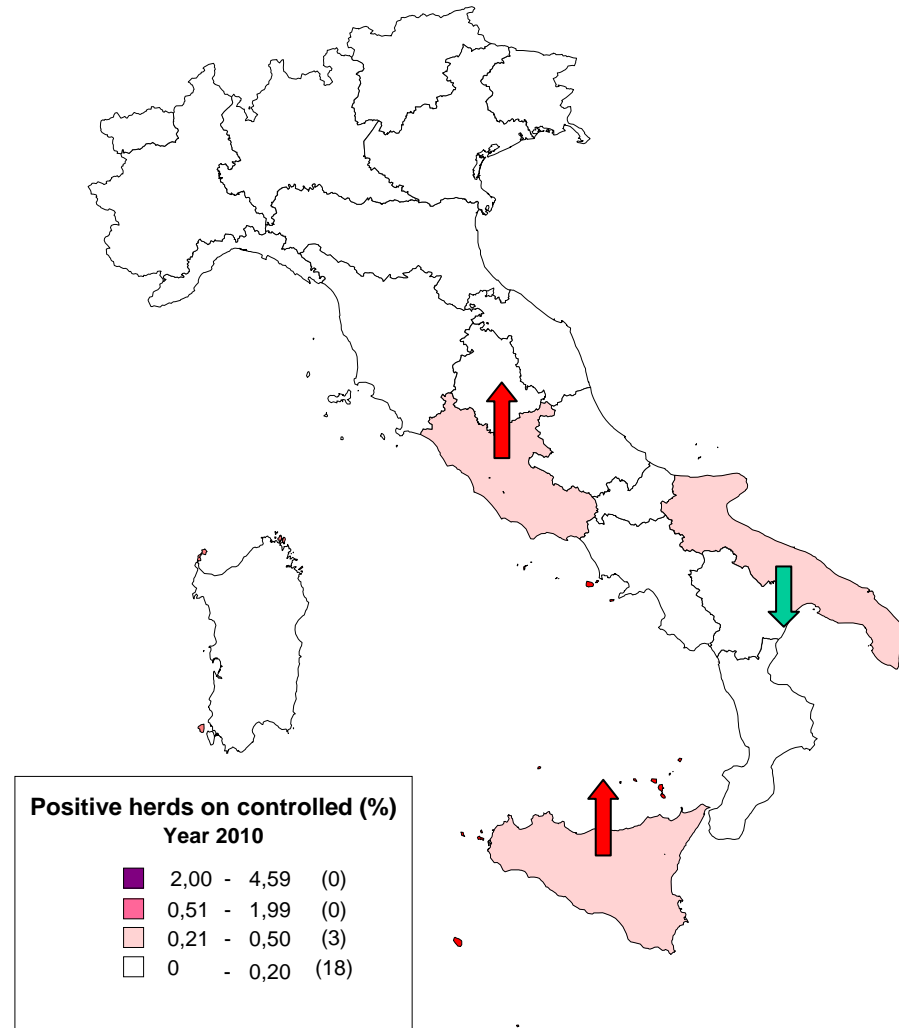 Positive herds on controlled (%)
Year 2010
2,00 - 4,59 (0)
0,51 - 1,99 (0)
0,21 - 0,50 (3)
0 - 0,20 (18)